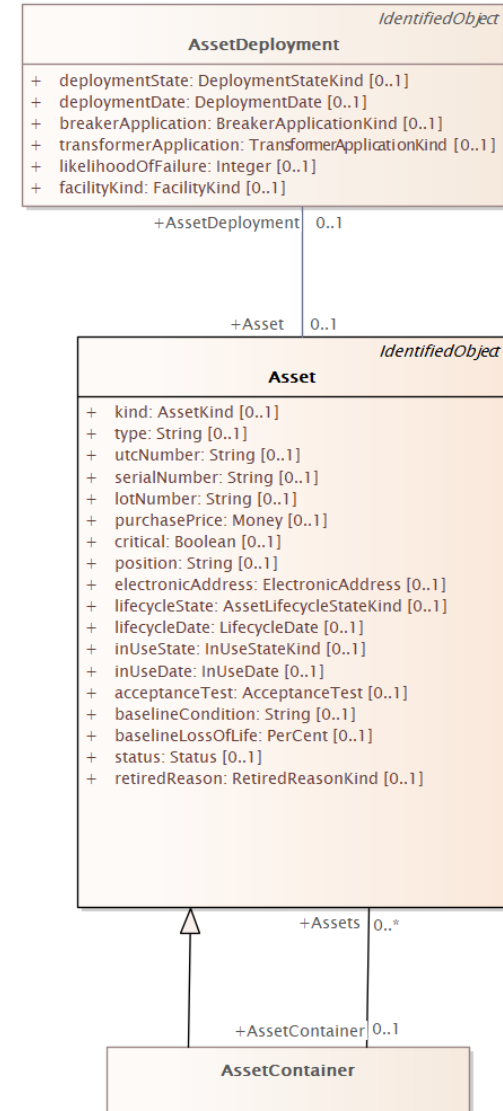 IdentifiedObject
AssetDeployment
+ deploymentState: DeploymentStateKind [0..1]
+ deploymentDate: DeploymentDate [0..1]
+ breakerApplication: BreakerApplicationKind [0..1]
+ transformerApplication: TransformerApplicationKind [0..1]
+ likelihoodOfFailure: Integer [0..1]
+ facilityKind: FacilityKind [0..1]
+AssetDeployment 0..1
+Asset 0..1
IdentifiedObject
Asset
+ kind: AssetKind [0..1]
+ type: String [0..1]
+ utcNumber: String [0..1]
+ serialNumber: String [0..1]
+ lotNumber: String [0..1]
+ purchasePrice: Money [0..1]
+ critical: Boolean [0..1]
+ position: String [0..1]
+ electronicAddress: ElectronicAddress [0..1]
+ lifecycleState: AssetLifecycleStateKind [0..1]
+ lifecycleDate: LifecycleDate [0..1]
+ inUseState: InUseStateKind [0..1]
+ inUseDate: InUseDate [0..1]
+ acceptanceTest: AcceptanceTest [0..1]
+ baselineCondition: String [0..1]
+ baselineLossOfLife: PerCent [0..1]
+ status: Status [0..1]
+ retiredReason: RetiredReasonKind [0..1]
+Assets 0..*
+AssetContainer 0..1
AssetContainer